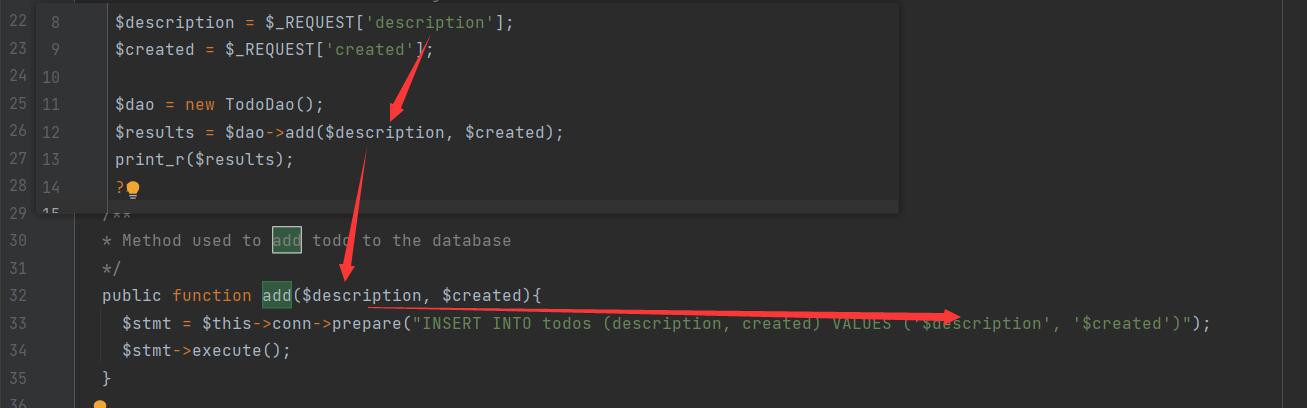 22
23
24
25
26
27
28
29
8 $description = $_REQUEST['description'];
9 $created = $_REQUEST['created'];
10
11 $dao = new TodoDao();
12 $results = $dao->add($description, $created);
13 print_r($results);
14 ?
15
/**
30 * Method used to add todo to the database
31 */
32 public function add($description, $created){
33 $stmt = $this->conn->prepare("INSERT INTO todos (description, created) VALUES ('$description', '$created')");
34 $stmt->execute();
35 }
36